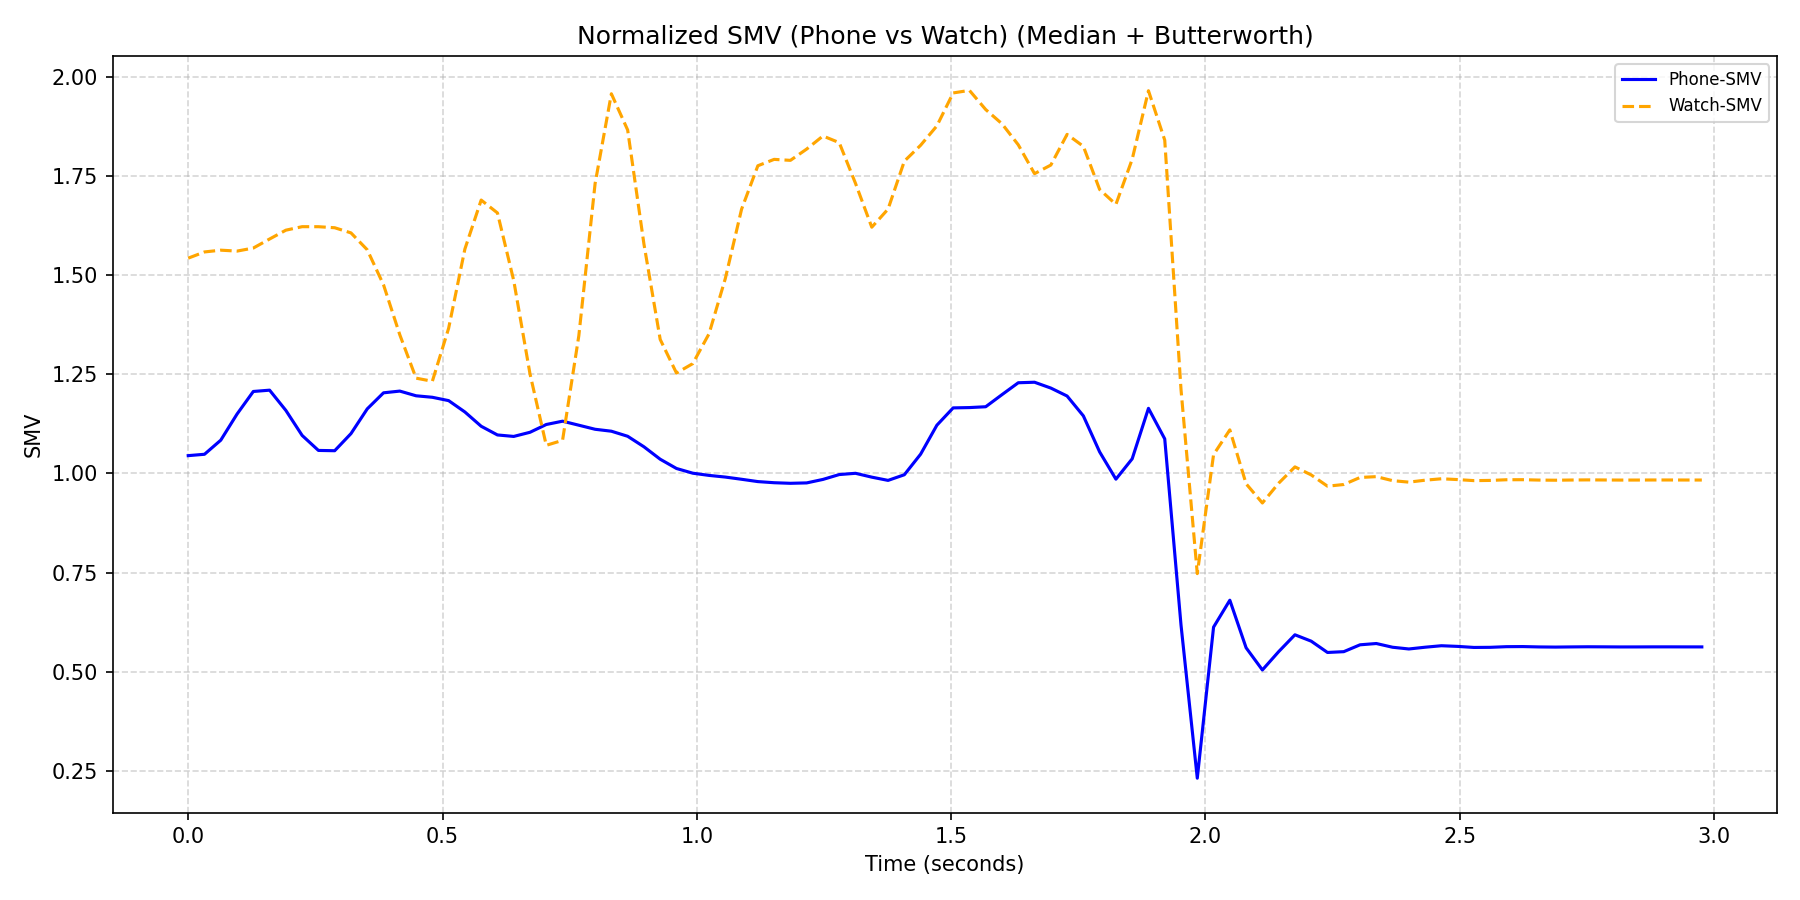 Normalized SMV (Phone vs Watch) (Median + Butterworth)
Phone-SMV
Watch-SMV
2.00
1.75
1.50
1.25
1.00
0.75
0.50
0.25
SMV
0.0 0.5 1.0 1.5 2.0 2.5 3.0
Time (seconds)